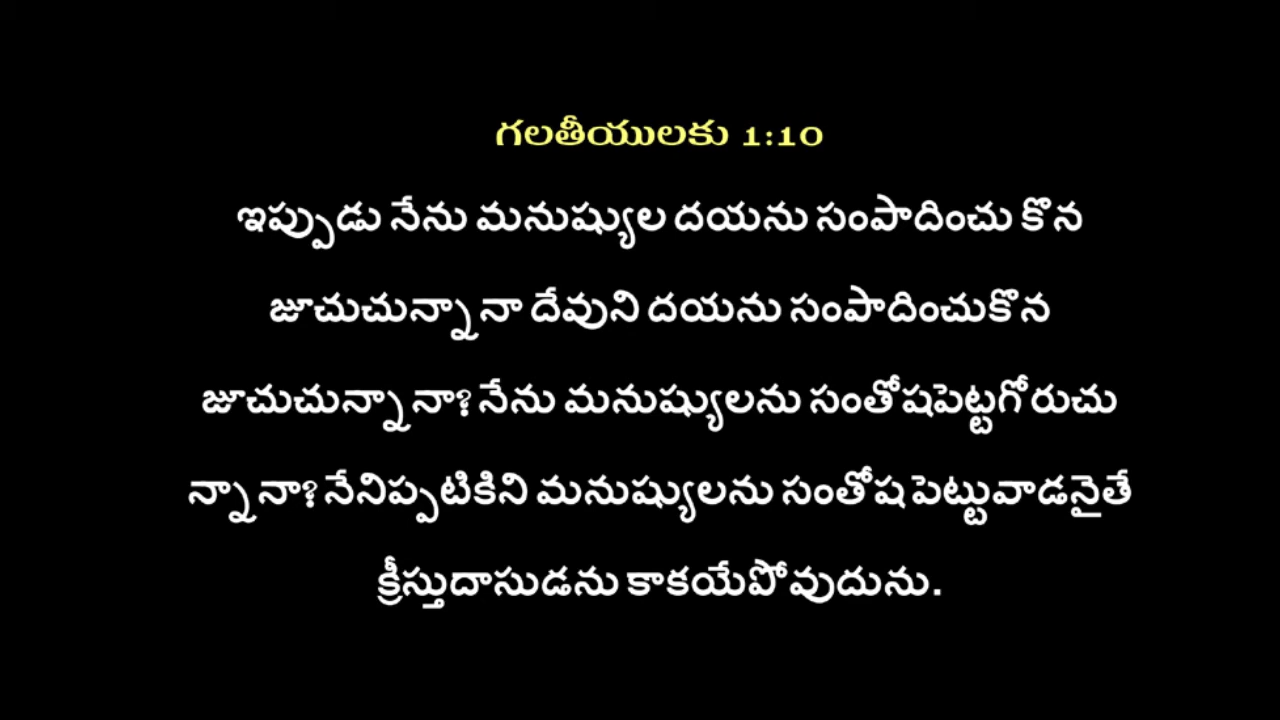 గలతీయులకు 1:10
ఇప్పుడు నేను మనుష్యుల దయను సంపాదించు కొన
జూచుచున్నా నా దేవుని దయను సంపాదించుకొన
జూచుచున్నా నా? నేను మనుష్యులను సంతోషపెట్టగోరుచు
న్నా నా? నేనిప్పటికిని మనుష్యులను సంతోష పెట్టువాడనైతే
క్రీస్తుదాసుడను కాకయేపోవుదును.